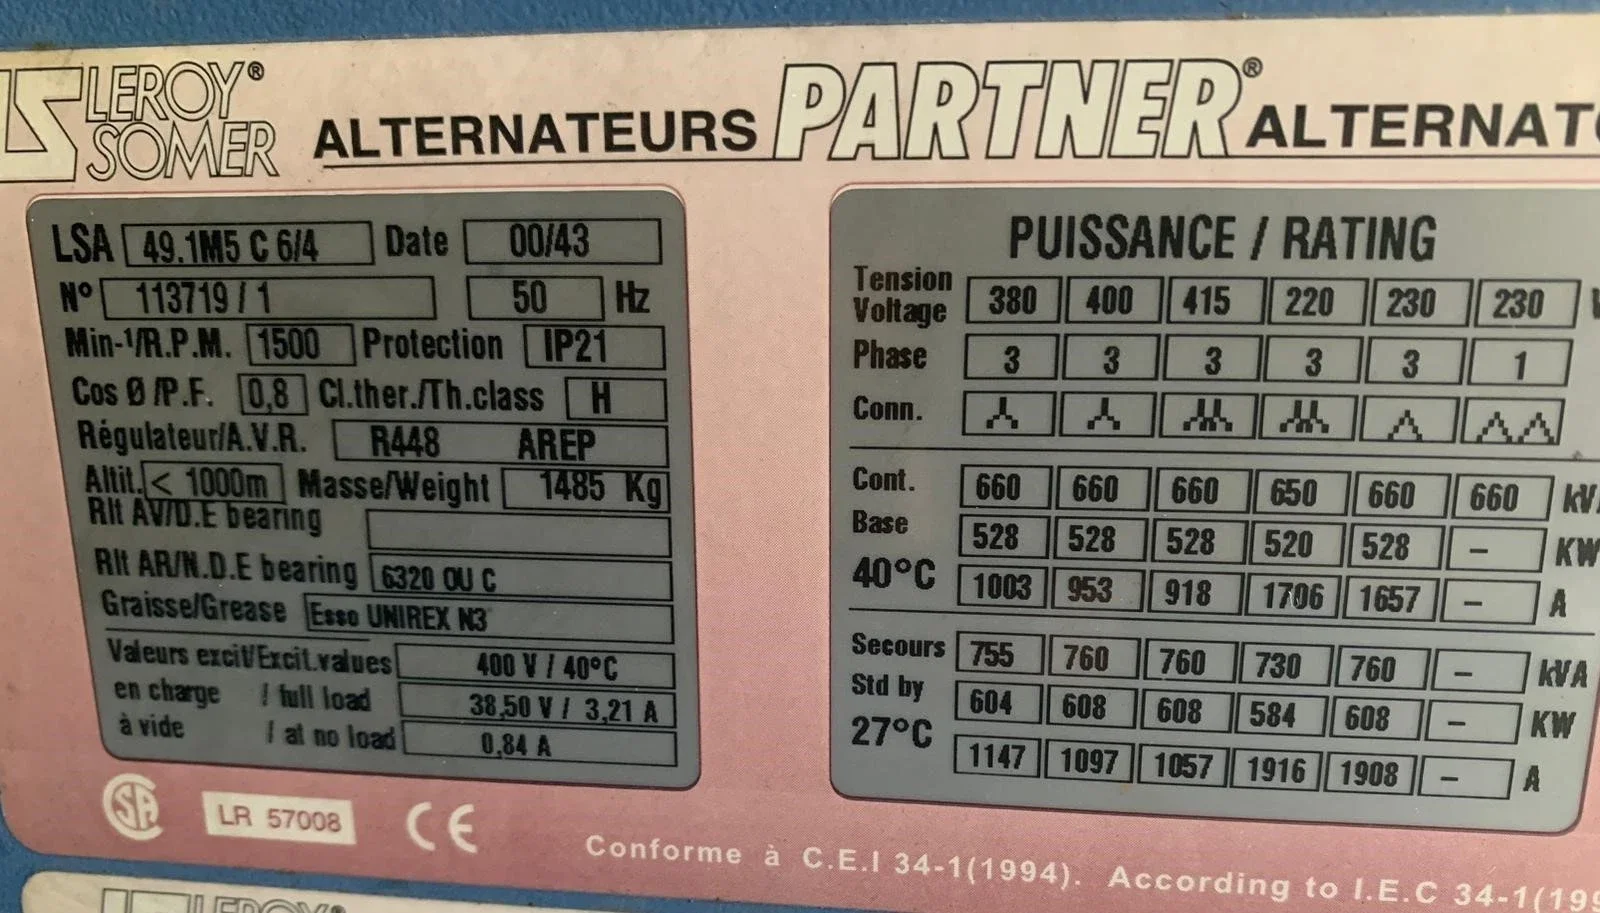 LEROY®
SOMER
ALTERNATEURS PARTNER® ALTERNAT
LSA 49.1M5 C 6/4 Date 00/43
N° 113719 / 1 50 Hz
Min-¹/R.P.M. 1500 Protection IP21
Cos Ø /P.F. 0,8 Cl.ther./Th.class H
Régulateur/A.V.R. R448 AREP
Altit. < 1000m Masse/Weight 1485 Kg
Rlt AV/D.E bearing
Rlt AR/N.D.E bearing 6320 OU C
Graisse/Grease Esso UNIREX N3
Valeurs excit/Excit.values 400 V / 40°C
en charge / full load 38,50 V / 3,21 A
à vide / at no load 0,84 A
LR 57008
CE
PUISSANCE / RATING
Tension
Voltage 380 400 415 220 230 230 V
Phase 3 3 3 3 3 1
Conn.
Cont. 660 660 660 650 660 660 kVA
Base 528 528 528 520 528 – KW
40°C 1003 953 918 1706 1657 – A
Secours 755 760 760 730 760 – kVA
Std by 604 608 608 584 608 – KW
27°C 1147 1097 1057 1916 1908 – A
Conforme à C.E.I 34-1(1994). According to I.E.C 34-1(199
LEROY®